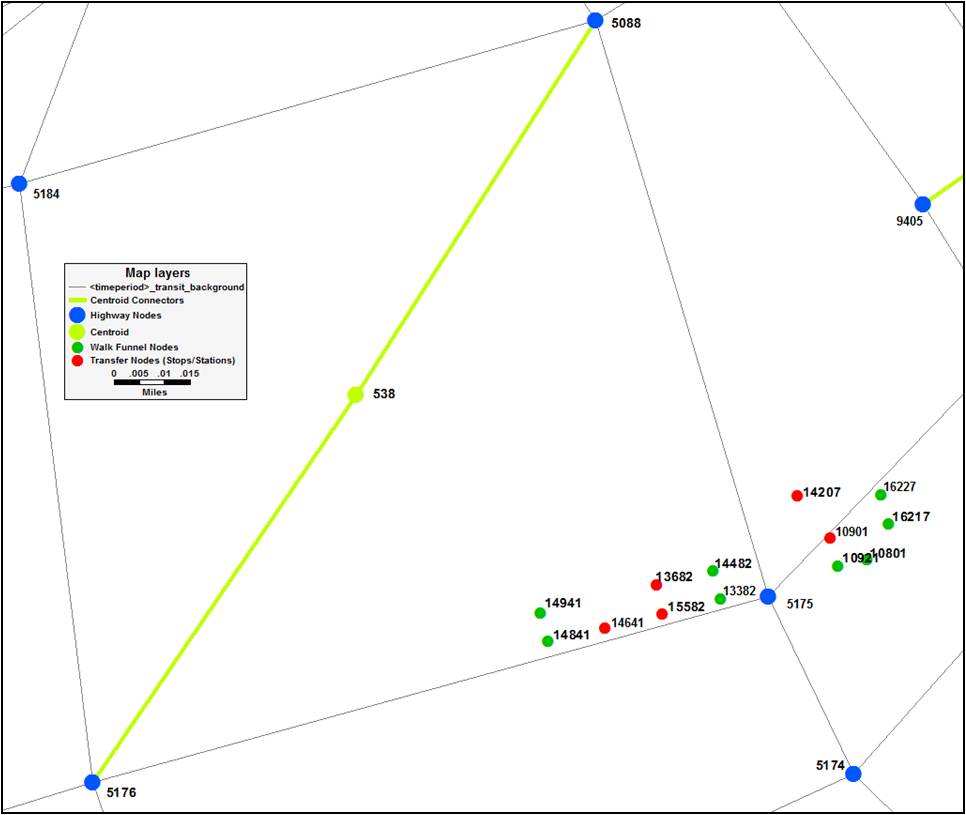 5088
5184
9405
Map layers
<timeperiod>_transit_background
Centroid Connectors
Highway Nodes
Centroid
Walk Funnel Nodes
Transfer Nodes (Stops/Stations)
0 .005 .01 .015
Miles
538
14207
16227
16217
10901
10921
10801
14482
13682
13382
5175
14941
15582
14641
14841
5174
5176